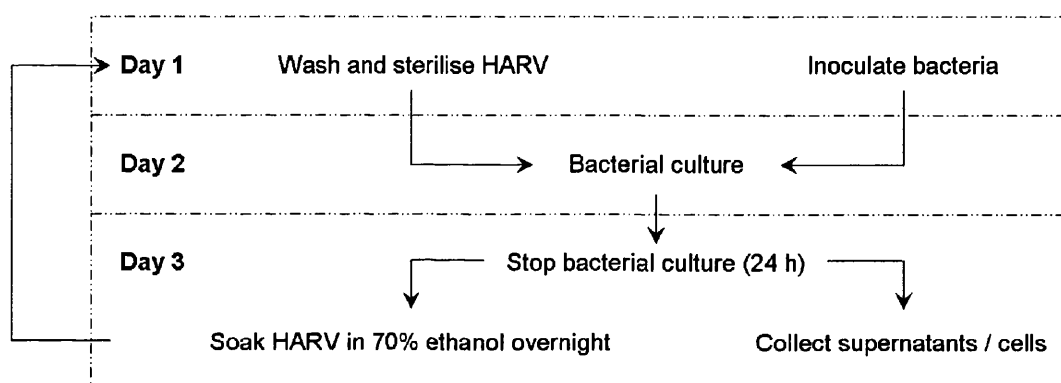 Day 1 Wash and sterilise HARV Inoculate bacteria
Day 2 Bacterial culture
Day 3 Stop bacterial culture (24 h)
Soak HARV in 70% ethanol overnight Collect supernatants / cells